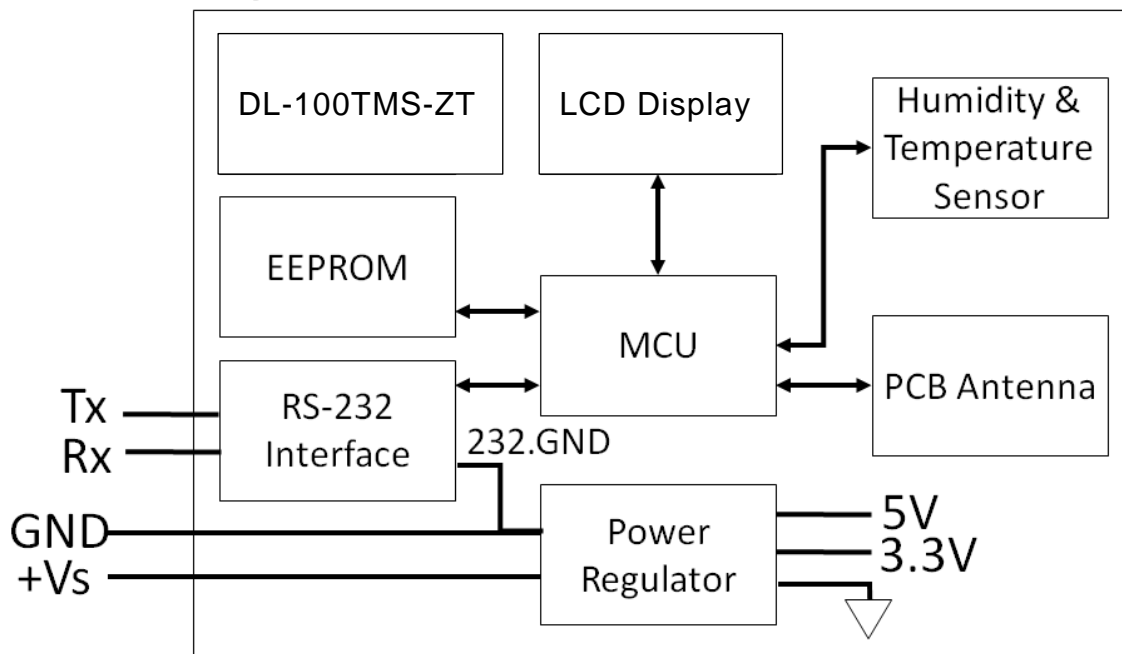 DL-100TMS-ZT
LCD Display
Humidity &
Temperature
Sensor
EEPROM
MCU
PCB Antenna
RS-232
Interface
Tx
Rx
232.GND
GND
+Vs
Power
Regulator
5V
3.3V